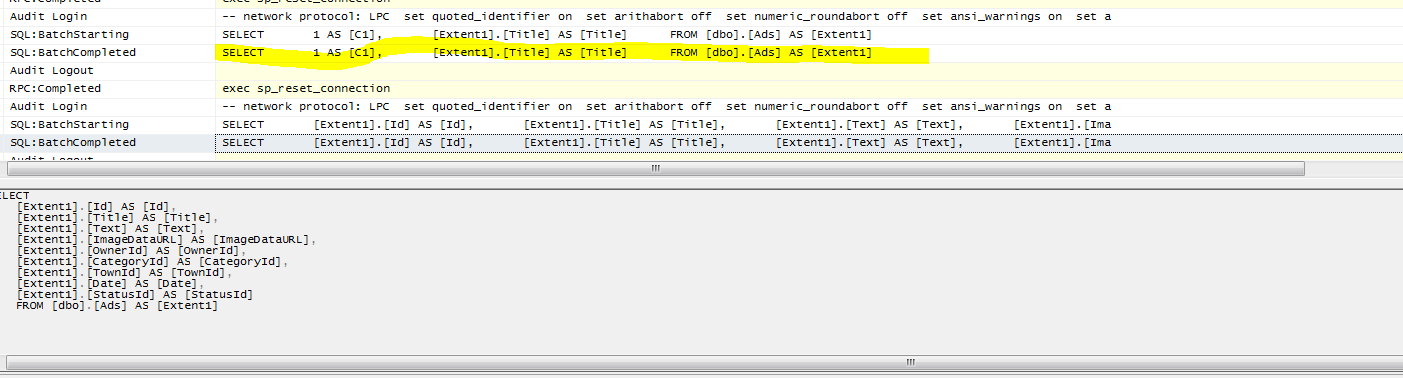 exec sp_reset_connection
Audit Login -- network protocol: LPC set quoted_identifier on set arithabort off set numeric_roundabort off set ansi_warnings on set a
SQL:BatchStarting SELECT 1 AS [C1], [Extent1].[Title] AS [Title] FROM [dbo].[Ads] AS [Extent1]
SQL:BatchCompleted SELECT 1 AS [C1], [Extent1].[Title] AS [Title] FROM [dbo].[Ads] AS [Extent1]
Audit Logout
RPC:Completed exec sp_reset_connection
Audit Login -- network protocol: LPC set quoted_identifier on set arithabort off set numeric_roundabort off set ansi_warnings on set a
SQL:BatchStarting SELECT [Extent1].[Id] AS [Id], [Extent1].[Title] AS [Title], [Extent1].[Text] AS [Text], [Extent1].[Ima
SQL:BatchCompleted SELECT [Extent1].[Id] AS [Id], [Extent1].[Title] AS [Title], [Extent1].[Text] AS [Text], [Extent1].[Ima
ELECT
[Extent1].[Id] AS [Id],
[Extent1].[Title] AS [Title],
[Extent1].[Text] AS [Text],
[Extent1].[ImageDataURL] AS [ImageDataURL],
[Extent1].[OwnerId] AS [OwnerId],
[Extent1].[CategoryId] AS [CategoryId],
[Extent1].[TownId] AS [TownId],
[Extent1].[Date] AS [Date],
[Extent1].[StatusId] AS [StatusId]
FROM [dbo].[Ads] AS [Extent1]